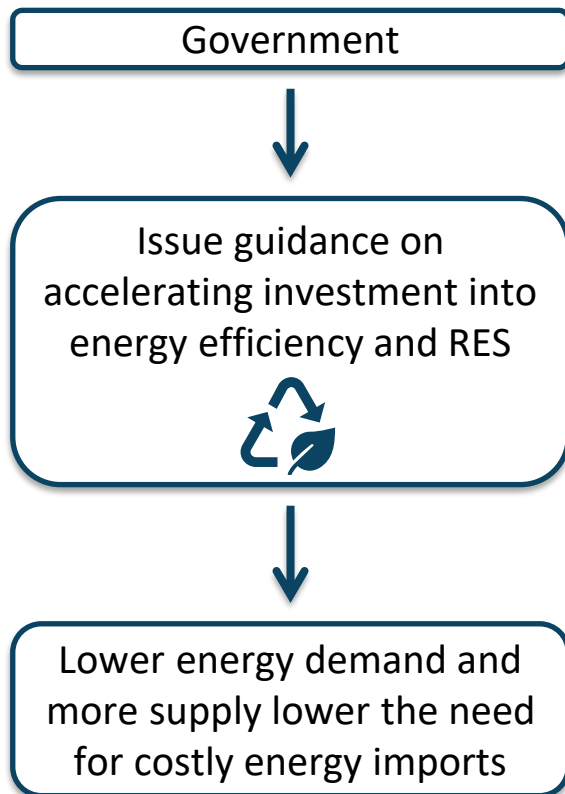 Government
Issue guidance on
accelerating investment into
energy efficiency and RES
Lower energy demand and
more supply lower the need
for costly energy imports